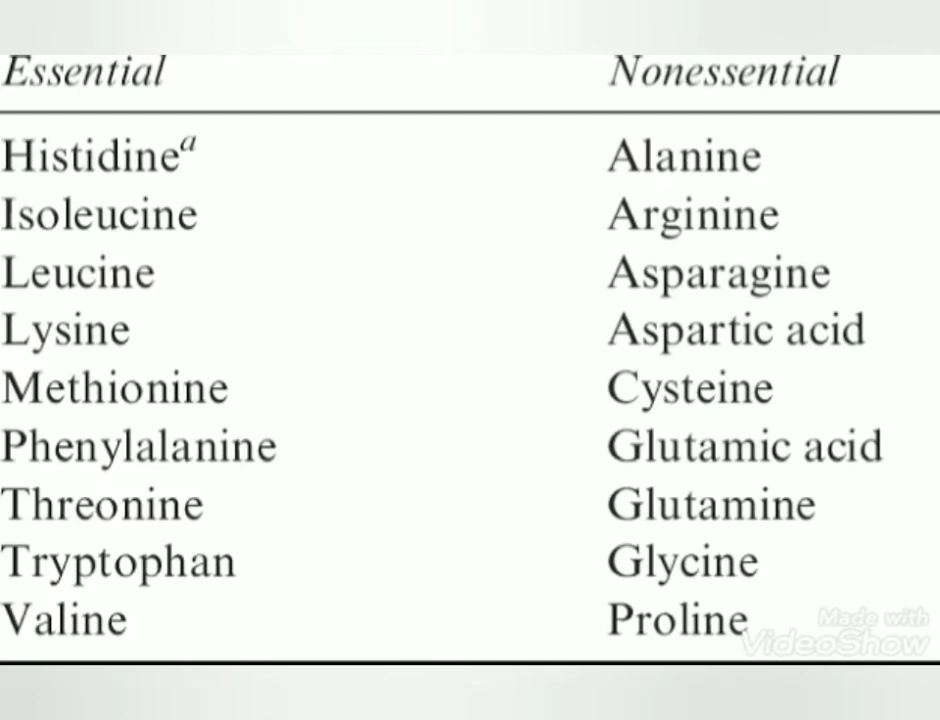 Essential Nonessential
Histidineª Alanine
Isoleucine Arginine
Leucine Asparagine
Lysine Aspartic acid
Methionine Cysteine
Phenylalanine Glutamic acid
Threonine Glutamine
Tryptophan Glycine
Valine Proline
Made with
VideoShow